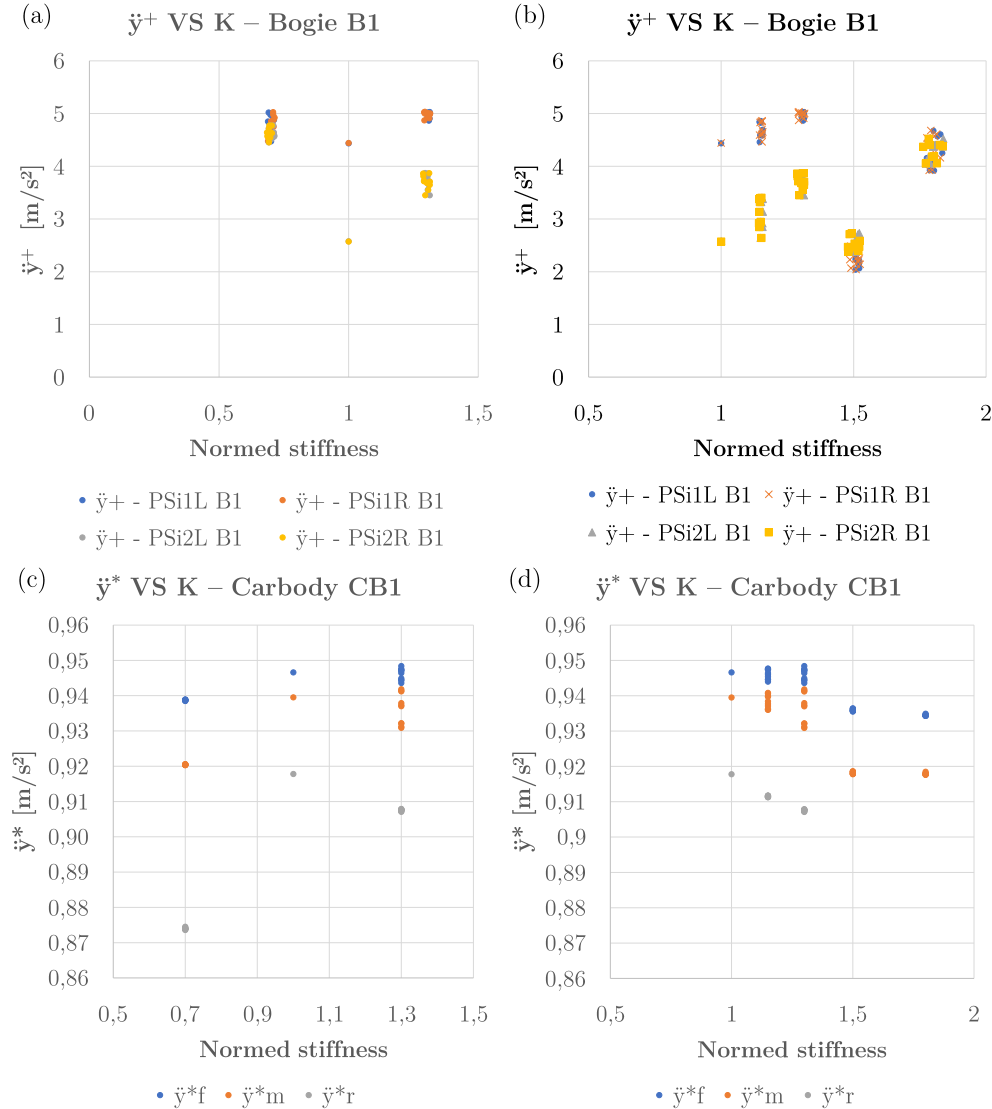 (a)
ÿ⁺ VS K – Bogie B1
6
5
4
3
2
1
0
ÿ⁺ [m/s²]
0 0,5 1 1,5
Normed stiffness
ÿ+ - PSi1L B1 ÿ+ - PSi1R B1
ÿ+ - PSi2L B1 ÿ+ - PSi2R B1
(b)
ÿ⁺ VS K – Bogie B1
6
5
4
3
2
1
0
ÿ⁺ [m/s²]
0,5 1 1,5 2
Normed stiffness
ÿ+ - PSi1L B1 ÿ+ - PSi1R B1
ÿ+ - PSi2L B1 ÿ+ - PSi2R B1
(c)
ÿ* VS K – Carbody CB1
0,96
0,95
0,94
0,93
0,92
0,91
0,90
0,89
0,88
0,87
0,86
ÿ* [m/s²]
0,5 0,7 0,9 1,1 1,3 1,5
Normed stiffness
ÿ*f ÿ*m ÿ*r
(d)
ÿ* VS K – Carbody CB1
0,96
0,95
0,94
0,93
0,92
0,91
0,9
0,89
0,88
0,87
0,86
ÿ* [m/s²]
0,5 1 1,5 2
Normed stiffness
ÿ*f ÿ*m ÿ*r